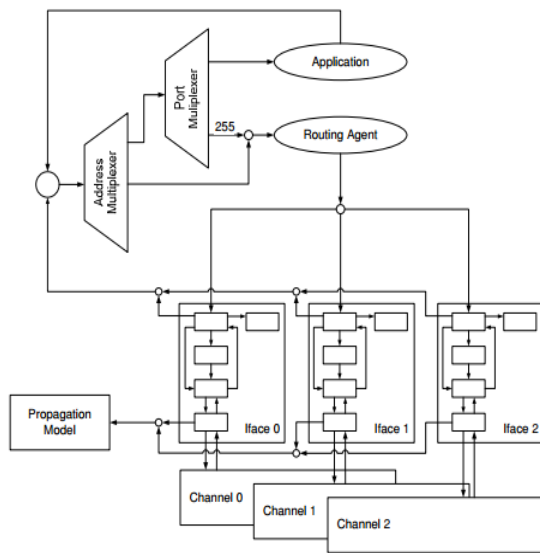 Application
Port
Muliplexer
255
Routing Agent
Address
Multiplexer
Iface 0
Iface 1
Iface 2
Propagation
Model
Channel 0
Channel 1
Channel 2